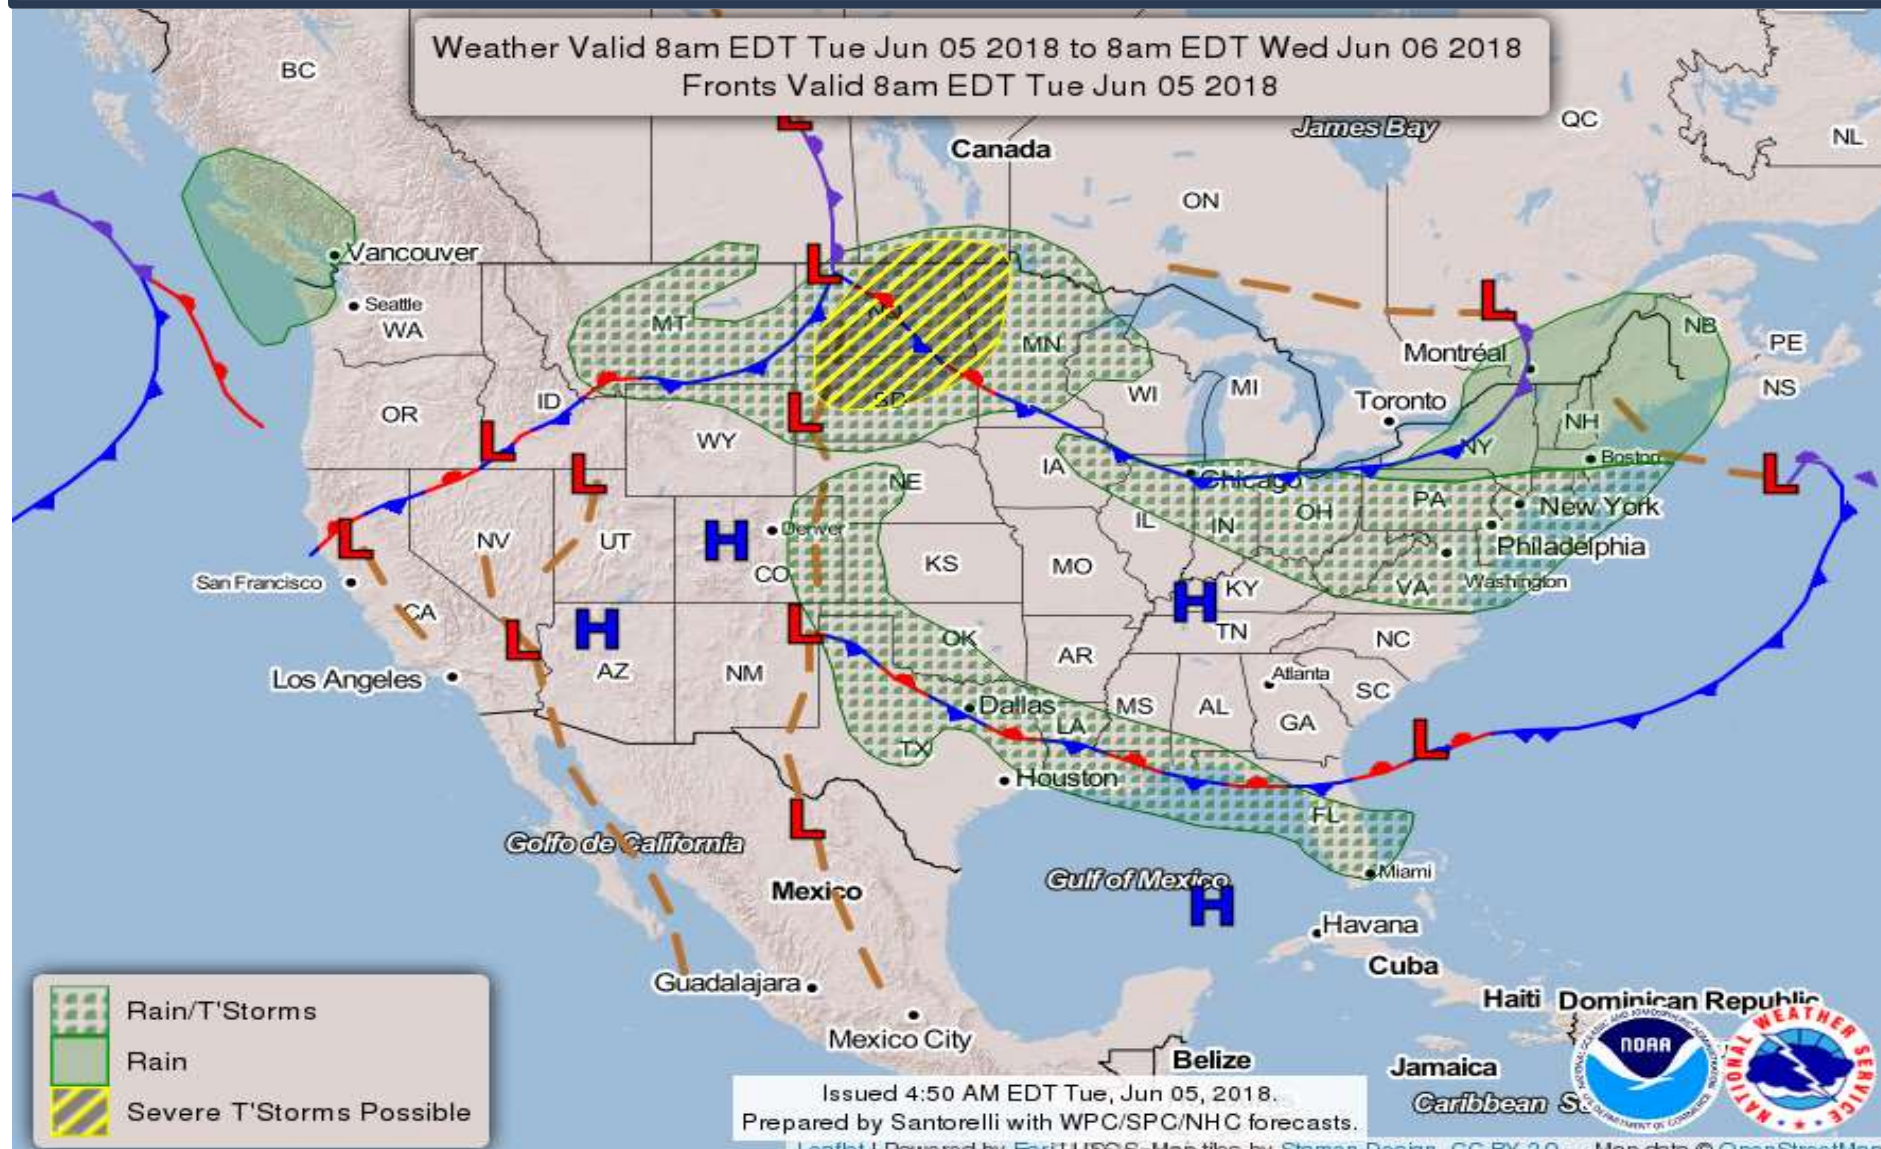 Weather Valid 8am EDT Tue Jun 05 2018 to 8am EDT Wed Jun 06 2018
Fronts Valid 8am EDT Tue Jun 05 2018
BC
L
James Bay
QC
NL
Canada
ON
Vancouver
L
L
Seattle
WA
MT
MN
NB
PE
Montréal
NS
WI
MI
Toronto
OR
ID
SD
L
NH
WY
NY
L
IA
Boston
L
L
NE
Chicago
PA
New York
IL
IN
OH
L
NV
UT
H
Denver
Philadelphia
KS
MO
CO
San Francisco
KY
VA
Washington
CA
H
L
H
L
OK
TN
NC
AR
Los Angeles
AZ
NM
Atlanta
SC
Dallas
MS
AL
LA
GA
TX
L
Houston
L
FL
Golfo de California
Miami
Gulf of Mexico
Mexico
H
Havana
Cuba
Guadalajara
Haiti
Dominican Republic
Mexico City
Belize
Jamaica
Caribbean
Rain/T'Storms
Rain
Severe T'Storms Possible
Issued 4:50 AM EDT Tue, Jun 05, 2018.
Prepared by Santorelli with WPC/SPC/NHC forecasts.
NOAA
NATIONAL WEATHER SERVICE